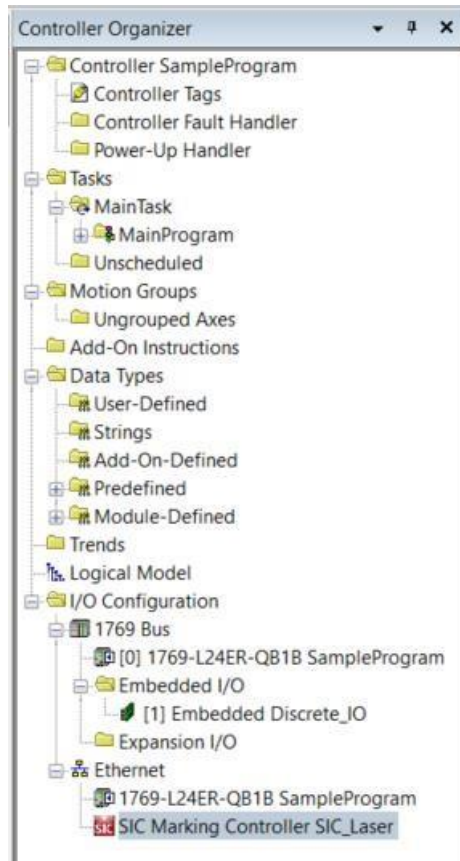 Controller Organizer
Controller SampleProgram
Controller Tags
Controller Fault Handler
Power-Up Handler
Tasks
MainTask
MainProgram
Unscheduled
Motion Groups
Ungrouped Axes
Add-On Instructions
Data Types
User-Defined
Strings
Add-On-Defined
Predefined
Module-Defined
Trends
Logical Model
I/O Configuration
1769 Bus
[0] 1769-L24ER-QB1B SampleProgram
Embedded I/O
[1] Embedded Discrete_IO
Expansion I/O
Ethernet
1769-L24ER-QB1B SampleProgram
SIC SIC Marking Controller SIC_Laser